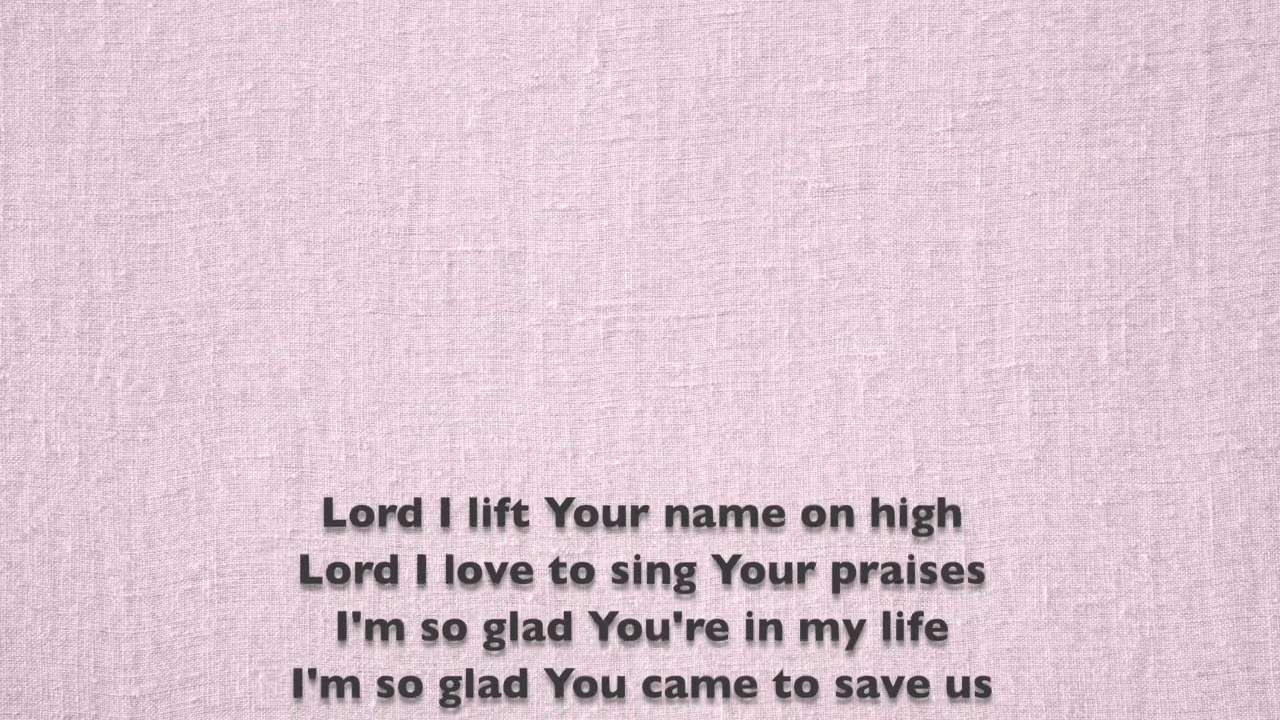 Lord I lift Your name on high
Lord I love to sing Your praises
I'm so glad You're in my life
I'm so glad You came to save us